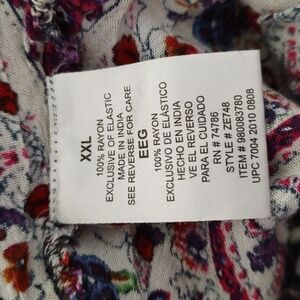 XXL
100% RAYON
EXCLUSIVE OF ELASTIC
MADE IN INDIA
SEE REVERSE FOR CARE
EEG
100% RAYON
EXCLUSIVO DE ELASTICO
HECHO EN INDIA
VE EL REVERSO
PARA EL CUIDADO
RN # 74786
STYLE # ZE748
ITEM # 980083780
UPC 7004 2010 0808